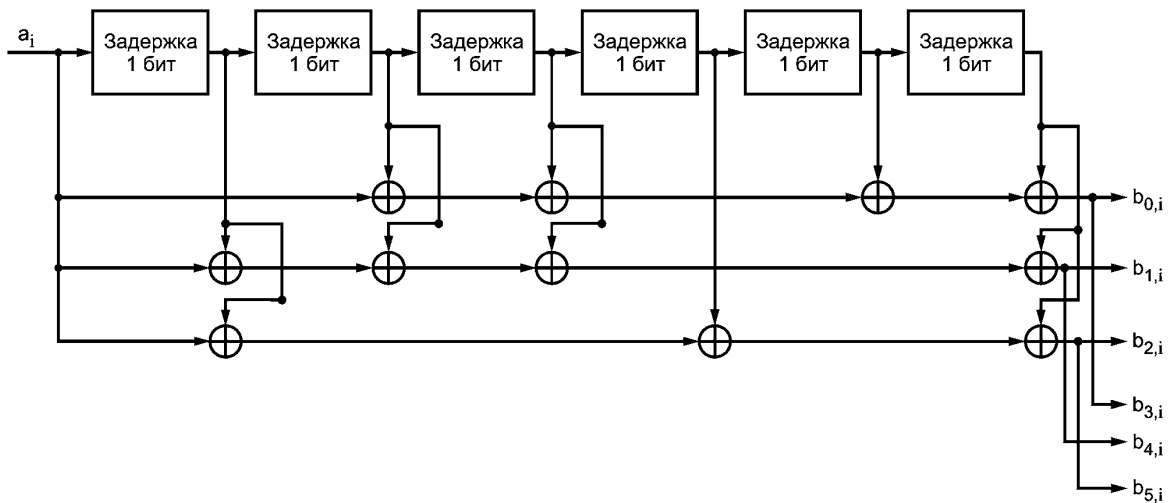 a_i
Задержка
1 бит
Задержка
1 бит
Задержка
1 бит
Задержка
1 бит
Задержка
1 бит
Задержка
1 бит
b_0,i
b_1,i
b_2,i
b_3,i
b_4,i
b_5,i